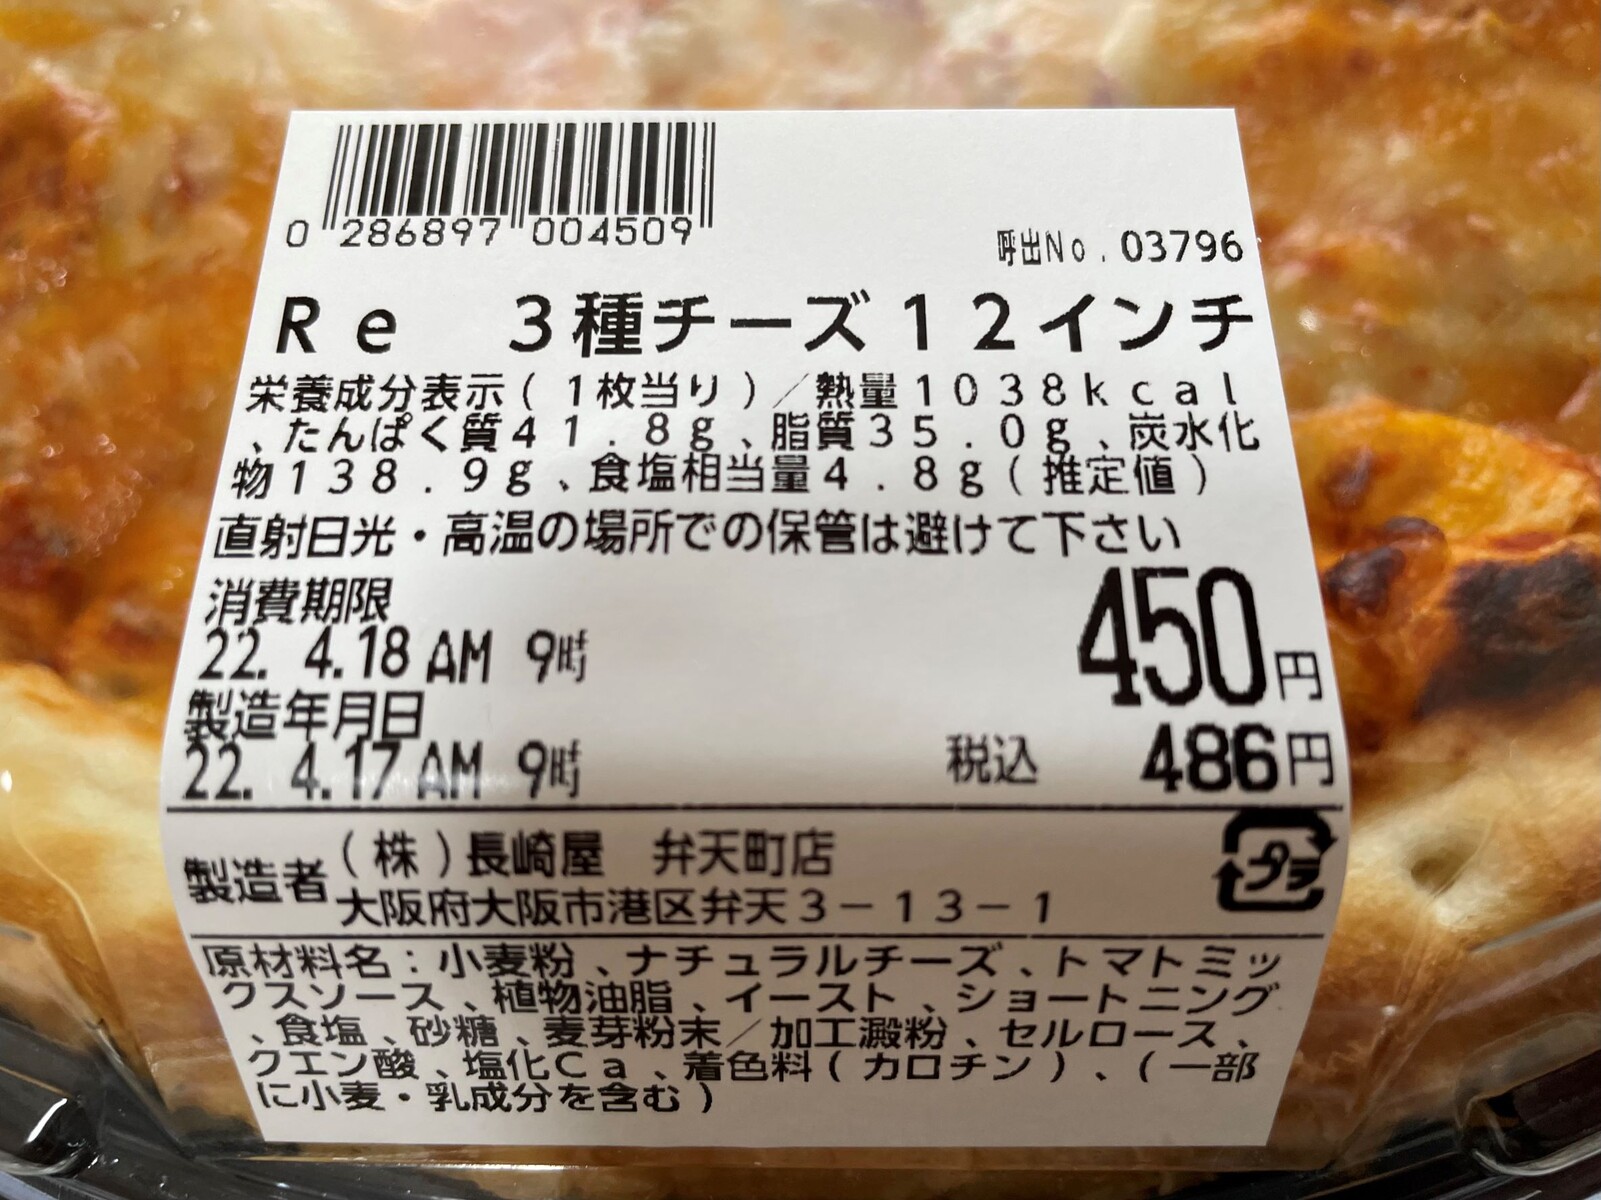 0 286897 004509
呼出No.03796
Re 3種チーズ12インチ
栄養成分表示(1枚当り)/熱量1038kcal
、たんぱく質41.8g、脂質35.0g、炭水化
物138.9g、食塩相当量4.8g(推定値)
直射日光・高温の場所での保管は避けて下さい
消費期限
22. 4.18 AM 9時
450円
製造年月日
22. 4.17 AM 9時
税込 486円
製造者 (株)長崎屋 弁天町店
大阪府大阪市港区弁天3-13-1
プラ
原材料名:小麦粉、ナチュラルチーズ、トマトミッ
クスソース、植物油脂、イースト、ショートニング
、食塩、砂糖、麦芽粉末/加工澱粉、セルロース、
クエン酸、塩化Ca、着色料(カロチン)、(一部
に小麦・乳成分を含む)